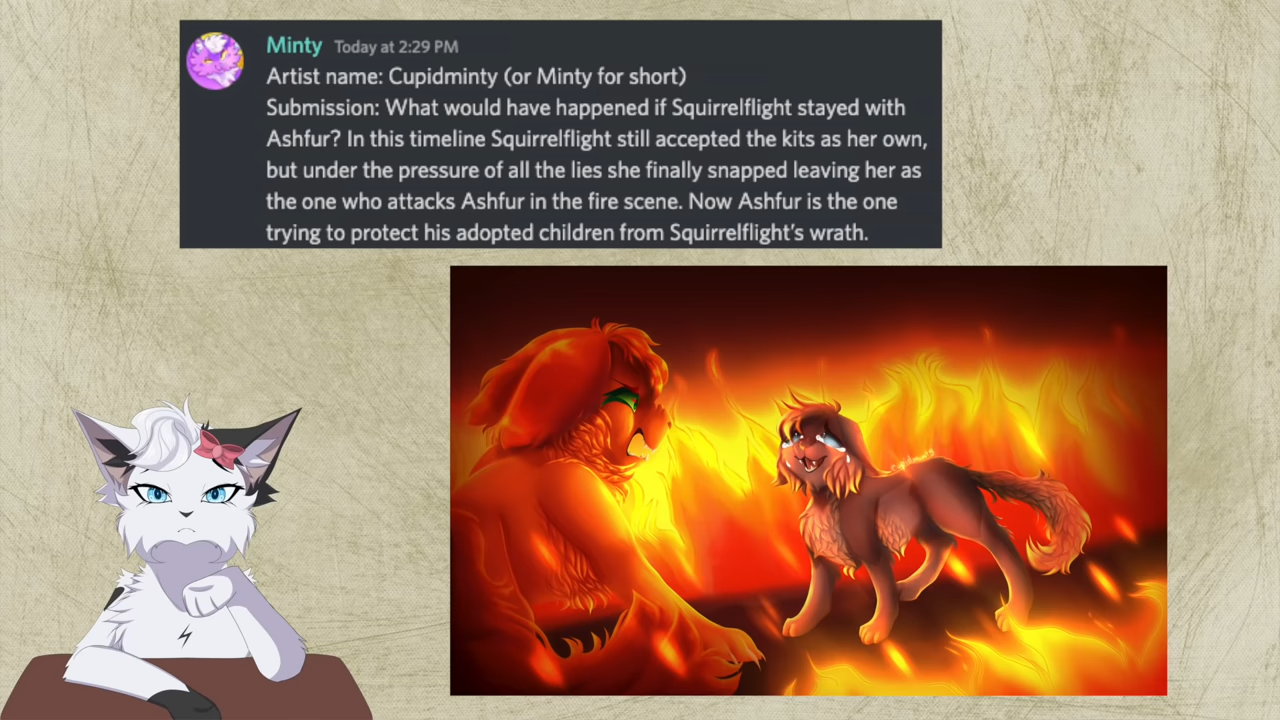 Minty Today at 2:29 PM
Artist name: Cupidminty (or Minty for short)
Submission: What would have happened if Squirrelflight stayed with
Ashfur? In this timeline Squirrelflight still accepted the kits as her own,
but under the pressure of all the lies she finally snapped leaving her as
the one who attacks Ashfur in the fire scene. Now Ashfur is the one
trying to protect his adopted children from Squirrelflight's wrath.